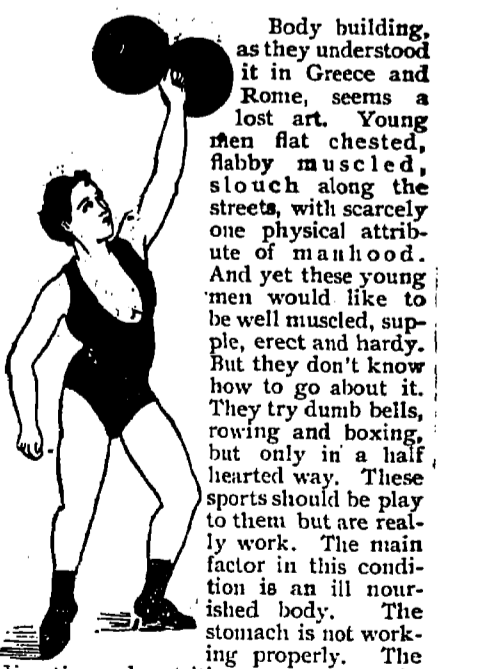 Body building,
as they understood
it in Greece and
Rome, seems a
lost art. Young
men flat chested,
flabby muscled,
slouch along the
streets, with scarcely
one physical attrib-
ute of manhood.
And yet these young
men would like to
be well muscled, sup-
ple, erect and hardy.
But they don't know
how to go about it.
They try dumb bells,
rowing and boxing,
but only in a half
hearted way. These
sports should be play
to them but are real-
ly work. The main
factor in this condi-
tion is an ill nour-
ished body. The
stomach is not work-
ing properly. The